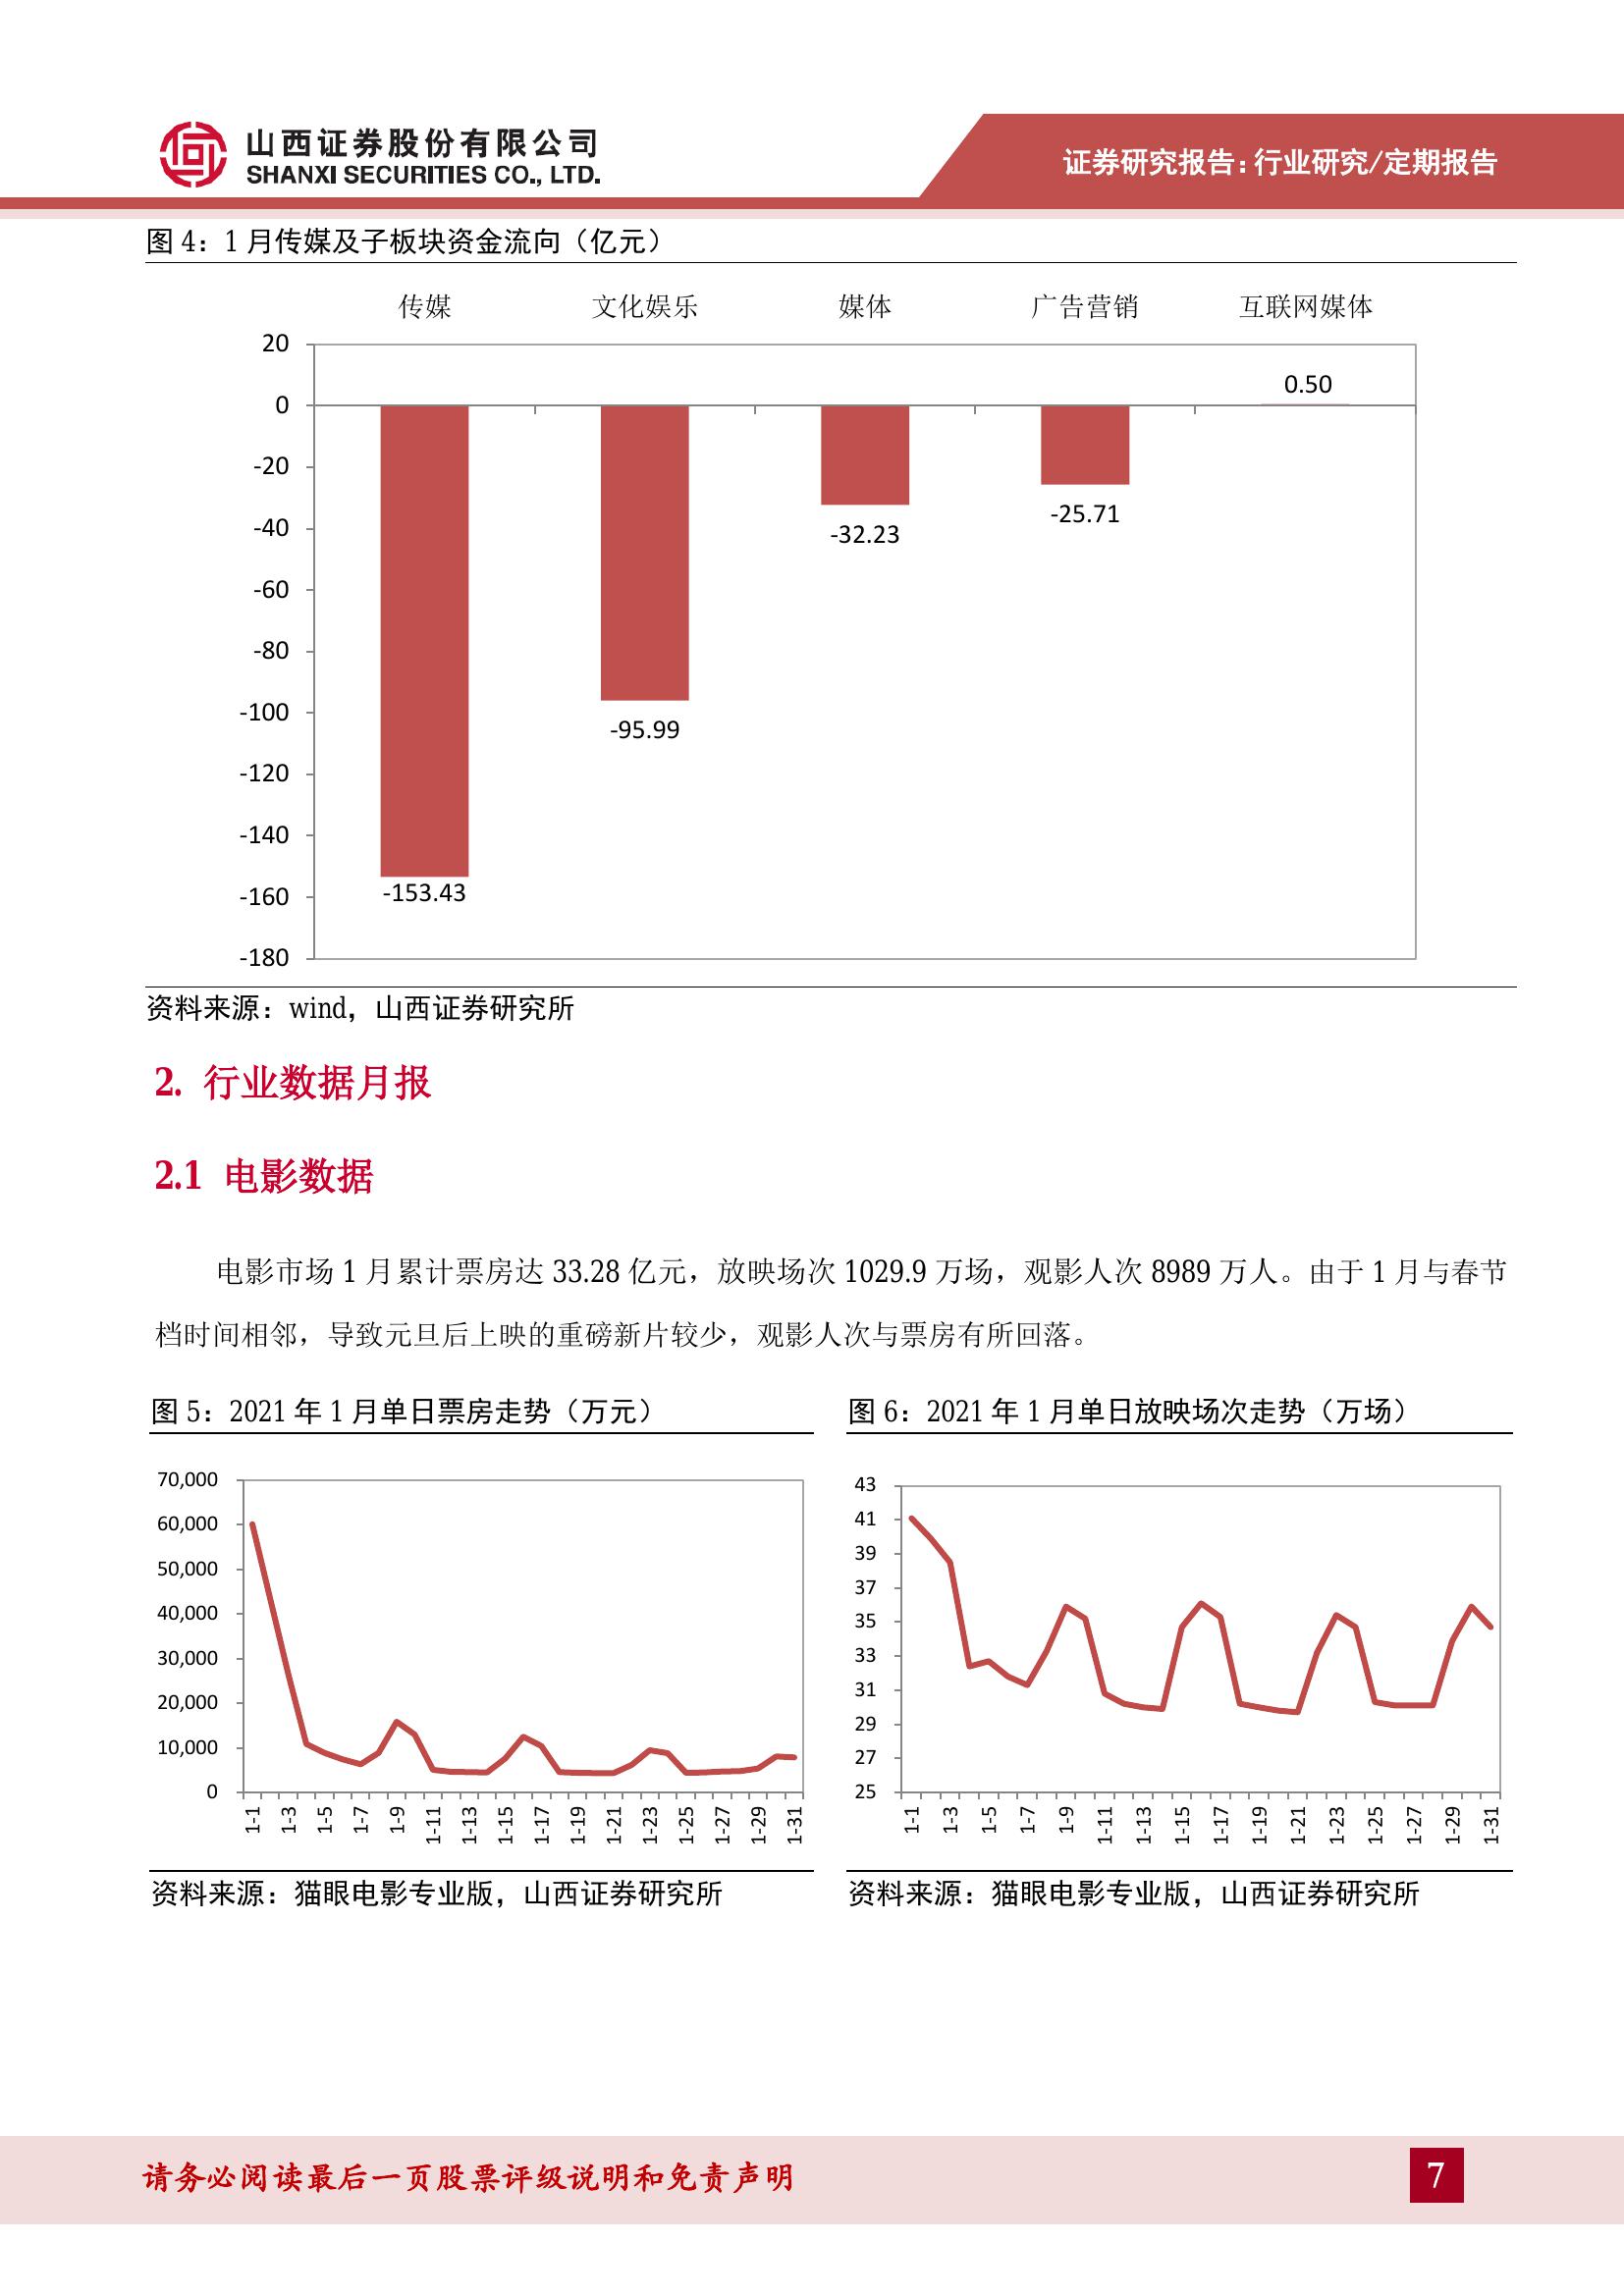 山西证券股份有限公司
SHANXI SECURITIES CO., LTD.
证券研究报告:行业研究/定期报告
图 4：1 月传媒及子板块资金流向（亿元）
传媒 文化娱乐 媒体 广告营销 互联网媒体
20
0.50
0
-20
-25.71
-40
-32.23
-60
-80
-100
-95.99
-120
-140
-160
-153.43
-180
资料来源：wind，山西证券研究所
2. 行业数据月报
2.1 电影数据
电影市场 1 月累计票房达 33.28 亿元，放映场次 1029.9 万场，观影人次 8989 万人。由于 1 月与春节
档时间相邻，导致元旦后上映的重磅新片较少，观影人次与票房有所回落。
图 5：2021 年 1 月单日票房走势（万元）
70,000
60,000
50,000
40,000
30,000
20,000
10,000
0
1-1 1-3 1-5 1-7 1-9 1-11 1-13 1-15 1-17 1-19 1-21 1-23 1-25 1-27 1-29 1-31
资料来源：猫眼电影专业版，山西证券研究所
图 6：2021 年 1 月单日放映场次走势（万场）
43
41
39
37
35
33
31
29
27
25
1-1 1-3 1-5 1-7 1-9 1-11 1-13 1-15 1-17 1-19 1-21 1-23 1-25 1-27 1-29 1-31
资料来源：猫眼电影专业版，山西证券研究所
请务必阅读最后一页股票评级说明和免责声明
7